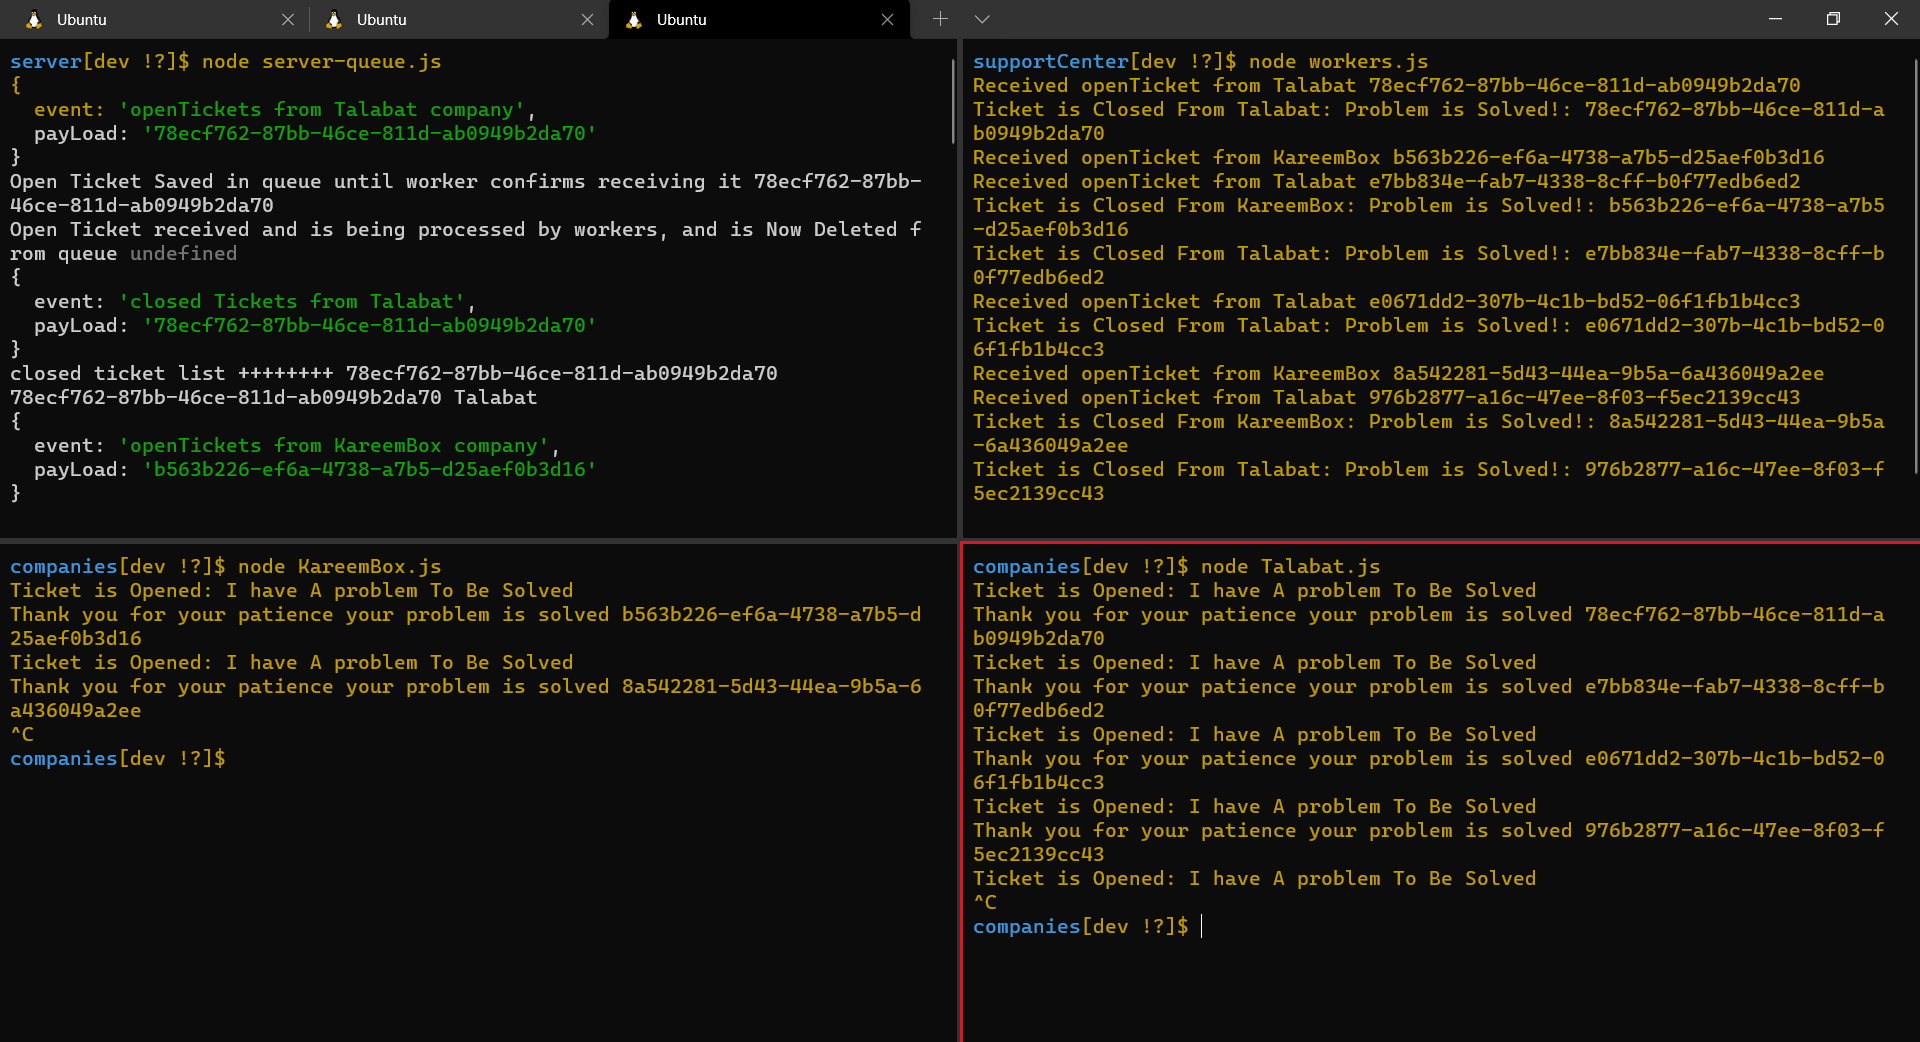 Ubuntu
Ubuntu
Ubuntu
server[dev !?]$ node server-queue.js
{
  event: 'openTickets from Talabat company',
  payLoad: '78ecf762-87bb-46ce-811d-ab0949b2da70'
}
Open Ticket Saved in queue until worker confirms receiving it 78ecf762-87bb-
46ce-811d-ab0949b2da70
Open Ticket received and is being processed by workers, and is Now Deleted f
rom queue undefined
{
  event: 'closed Tickets from Talabat',
  payLoad: '78ecf762-87bb-46ce-811d-ab0949b2da70'
}
closed ticket list ++++++++ 78ecf762-87bb-46ce-811d-ab0949b2da70
78ecf762-87bb-46ce-811d-ab0949b2da70 Talabat
{
  event: 'openTickets from KareemBox company',
  payLoad: 'b563b226-ef6a-4738-a7b5-d25aef0b3d16'
}
supportCenter[dev !?]$ node workers.js
Received openTicket from Talabat 78ecf762-87bb-46ce-811d-ab0949b2da70
Ticket is Closed From Talabat: Problem is Solved!: 78ecf762-87bb-46ce-811d-a
b0949b2da70
Received openTicket from KareemBox b563b226-ef6a-4738-a7b5-d25aef0b3d16
Received openTicket from Talabat e7bb834e-fab7-4338-8cff-b0f77edb6ed2
Ticket is Closed From KareemBox: Problem is Solved!: b563b226-ef6a-4738-a7b5
-d25aef0b3d16
Ticket is Closed From Talabat: Problem is Solved!: e7bb834e-fab7-4338-8cff-b
0f77edb6ed2
Received openTicket from Talabat e0671dd2-307b-4c1b-bd52-06f1fb1b4cc3
Ticket is Closed From Talabat: Problem is Solved!: e0671dd2-307b-4c1b-bd52-0
6f1fb1b4cc3
Received openTicket from KareemBox 8a542281-5d43-44ea-9b5a-6a436049a2ee
Received openTicket from Talabat 976b2877-a16c-47ee-8f03-f5ec2139cc43
Ticket is Closed From KareemBox: Problem is Solved!: 8a542281-5d43-44ea-9b5a
-6a436049a2ee
Ticket is Closed From Talabat: Problem is Solved!: 976b2877-a16c-47ee-8f03-f
5ec2139cc43
companies[dev !?]$ node KareemBox.js
Ticket is Opened: I have A problem To Be Solved
Thank you for your patience your problem is solved b563b226-ef6a-4738-a7b5-d
25aef0b3d16
Ticket is Opened: I have A problem To Be Solved
Thank you for your patience your problem is solved 8a542281-5d43-44ea-9b5a-6
a436049a2ee
^C
companies[dev !?]$
companies[dev !?]$ node Talabat.js
Ticket is Opened: I have A problem To Be Solved
Thank you for your patience your problem is solved 78ecf762-87bb-46ce-811d-a
b0949b2da70
Ticket is Opened: I have A problem To Be Solved
Thank you for your patience your problem is solved e7bb834e-fab7-4338-8cff-b
0f77edb6ed2
Ticket is Opened: I have A problem To Be Solved
Thank you for your patience your problem is solved e0671dd2-307b-4c1b-bd52-0
6f1fb1b4cc3
Ticket is Opened: I have A problem To Be Solved
Thank you for your patience your problem is solved 976b2877-a16c-47ee-8f03-f
5ec2139cc43
Ticket is Opened: I have A problem To Be Solved
^C
companies[dev !?]$